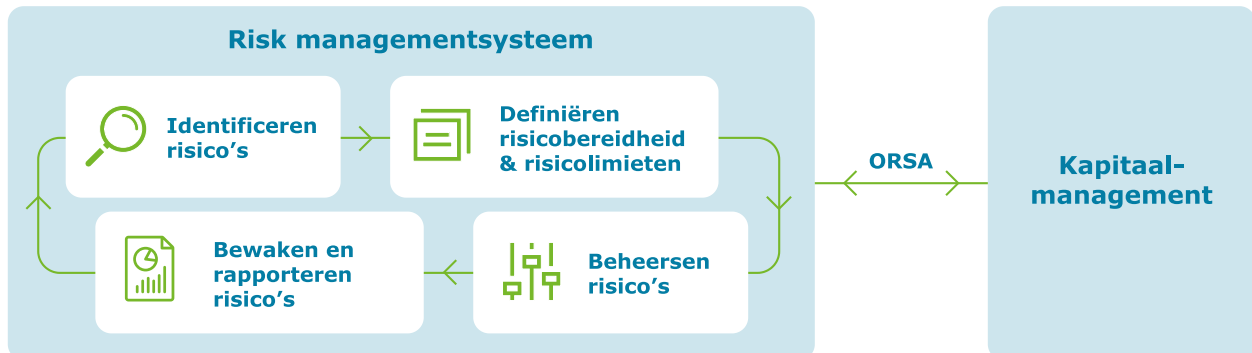 Risk managementsysteem
Identificeren
risico's
Definiëren
risicobereidheid
& risicolimieten
Bewaken en
rapporteren
risico's
Beheersen
risico's
ORSA
Kapitaal-
management